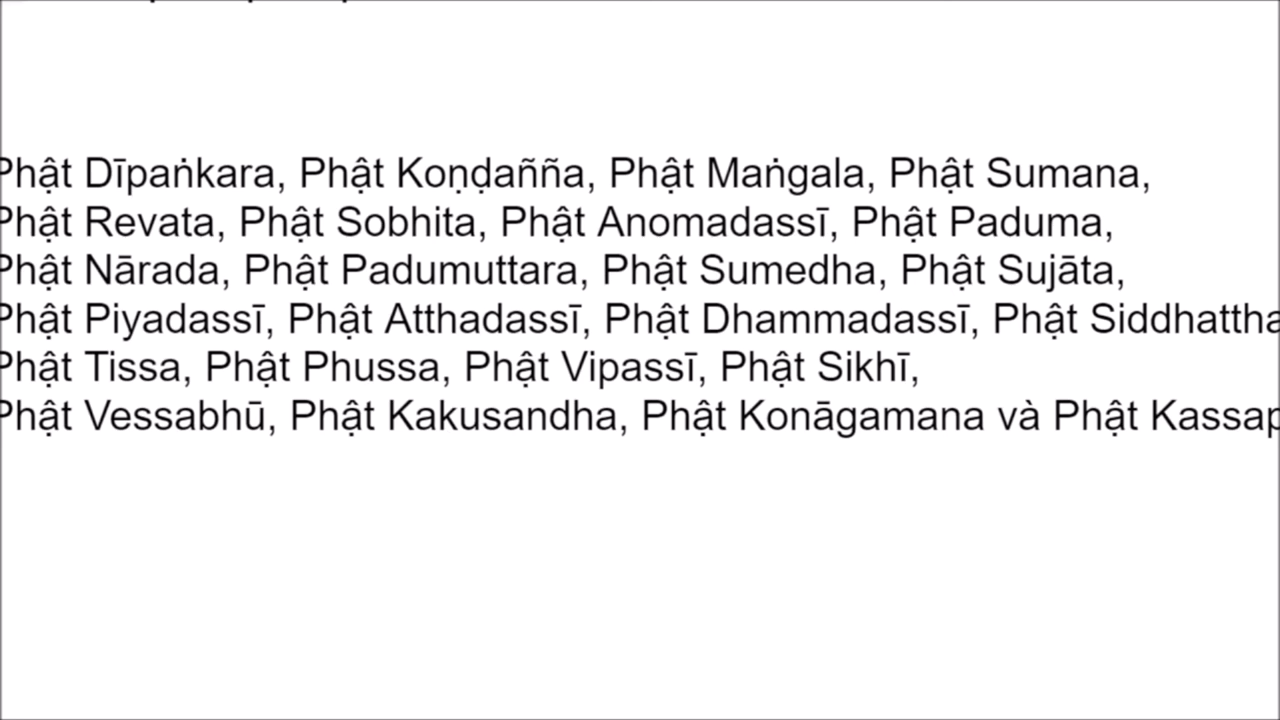 Phật Dīpaṅkara, Phật Koṇḍañña, Phật Maṅgala, Phật Sumana,
Phật Revata, Phật Sobhita, Phật Anomadassī, Phật Paduma,
Phật Nārada, Phật Padumuttara, Phật Sumedha, Phật Sujāta,
Phật Piyadassī, Phật Atthadassī, Phật Dhammadassī, Phật Siddhattha
Phật Tissa, Phật Phussa, Phật Vipassī, Phật Sikhī,
Phật Vessabhū, Phật Kakusandha, Phật Konāgamana và Phật Kassap